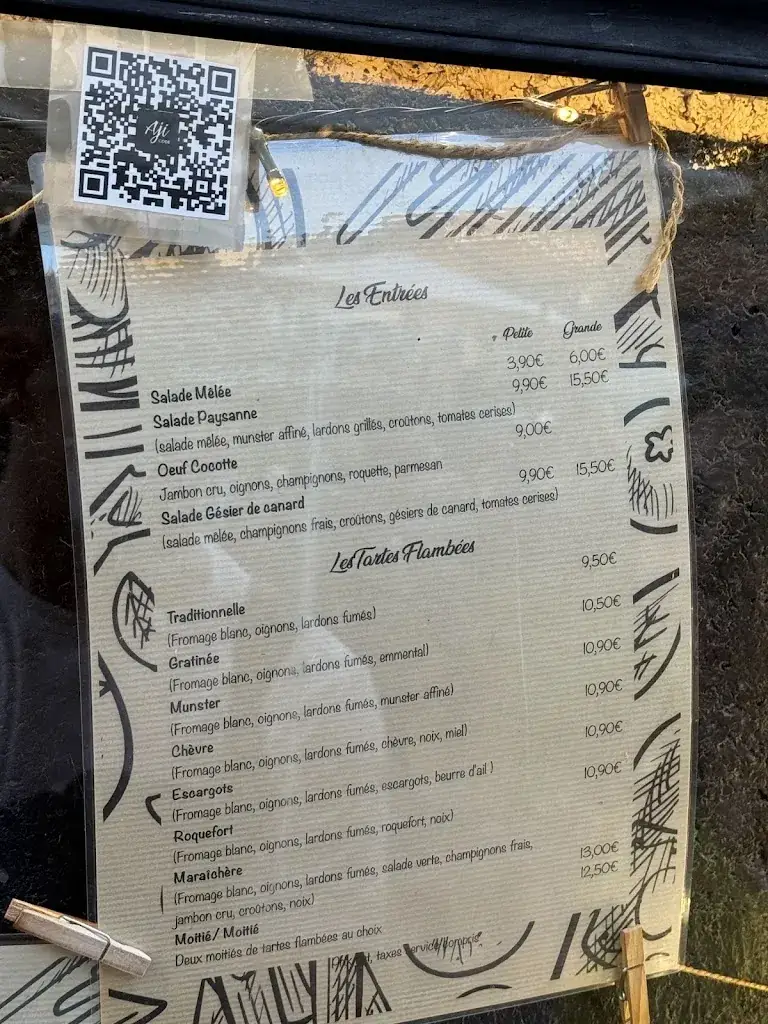 Aji
Les Entrées
Petite Grande
Salade Mêlée 3,90€ 6,00€
Salade Paysanne 9,90€ 15,50€
(salade mêlée, munster affiné, lardons grillés, croûtons, tomates cerises)
Oeuf Cocotte 9,00€
Jambon cru, oignons, champignons, roquette, parmesan
Salade Gésier de canard 9,90€ 15,50€
(salade mêlée, champignons frais, croûtons, gésiers de canard, tomates cerises)
Les Tartes Flambées
Traditionnelle 9,50€
(Fromage blanc, oignons, lardons fumés)
Gratinée 10,50€
(Fromage blanc, oignons, lardons fumés, emmental)
Munster 10,90€
(Fromage blanc, oignons, lardons fumés, munster affiné)
Chèvre 10,90€
(Fromage blanc, oignons, lardons fumés, chèvre, noix, miel)
Escargots 10,90€
(Fromage blanc, oignons, lardons fumés, escargots, beurre d'ail )
Roquefort 10,90€
(Fromage blanc, oignons, lardons fumés, roquefort, noix)
Maraîchère 13,00€
(Fromage blanc, oignons, lardons fumés, salade verte, champignons frais,
jambon cru, croûtons, noix)
Moitié/ Moitié 12,50€
Deux moitiés de tartes flambées au choix
taxes